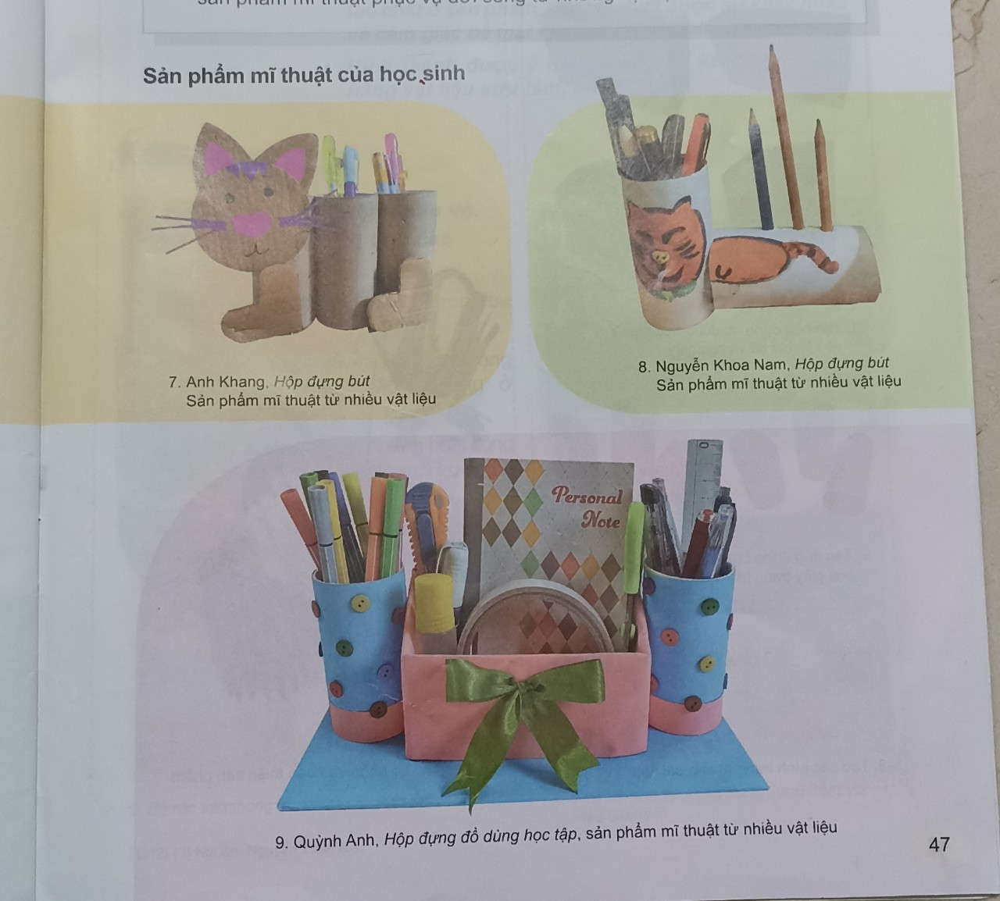 Sản phẩm mĩ thuật của học sinh
7. Anh Khang, Hộp đựng bút
Sản phẩm mĩ thuật từ nhiều vật liệu
8. Nguyễn Khoa Nam, Hộp đựng bút
Sản phẩm mĩ thuật từ nhiều vật liệu
Personal
Note
0
9. Quỳnh Anh, Hộp đựng đồ dùng học tập, sản phẩm mĩ thuật từ nhiều vật liệu
47